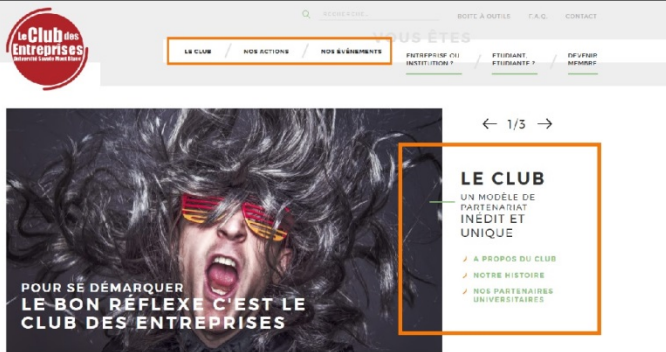 Le Club des
Entreprises
Université Savoie Mont Blanc
RECHERCHE...
BOITE À OUTILS
F.A.Q.
CONTACT
VOUS ÊTES
LE CLUB / NOS ACTIONS / NOS ÉVÉNEMENTS
ENTREPRISE OU
INSTITUTION ?
/ ETUDIANT,
ETUDIANTE ?
/ DEVENIR
MEMBRE
← 1/3 →
LE CLUB
UN MODÈLE DE
PARTENARIAT
INÉDIT ET
UNIQUE
A PROPOS DU CLUB
NOTRE HISTOIRE
NOS PARTENAIRES
UNIVERSITAIRES
POUR SE DÉMARQUER
LE BON RÉFLEXE C'EST LE
CLUB DES ENTREPRISES